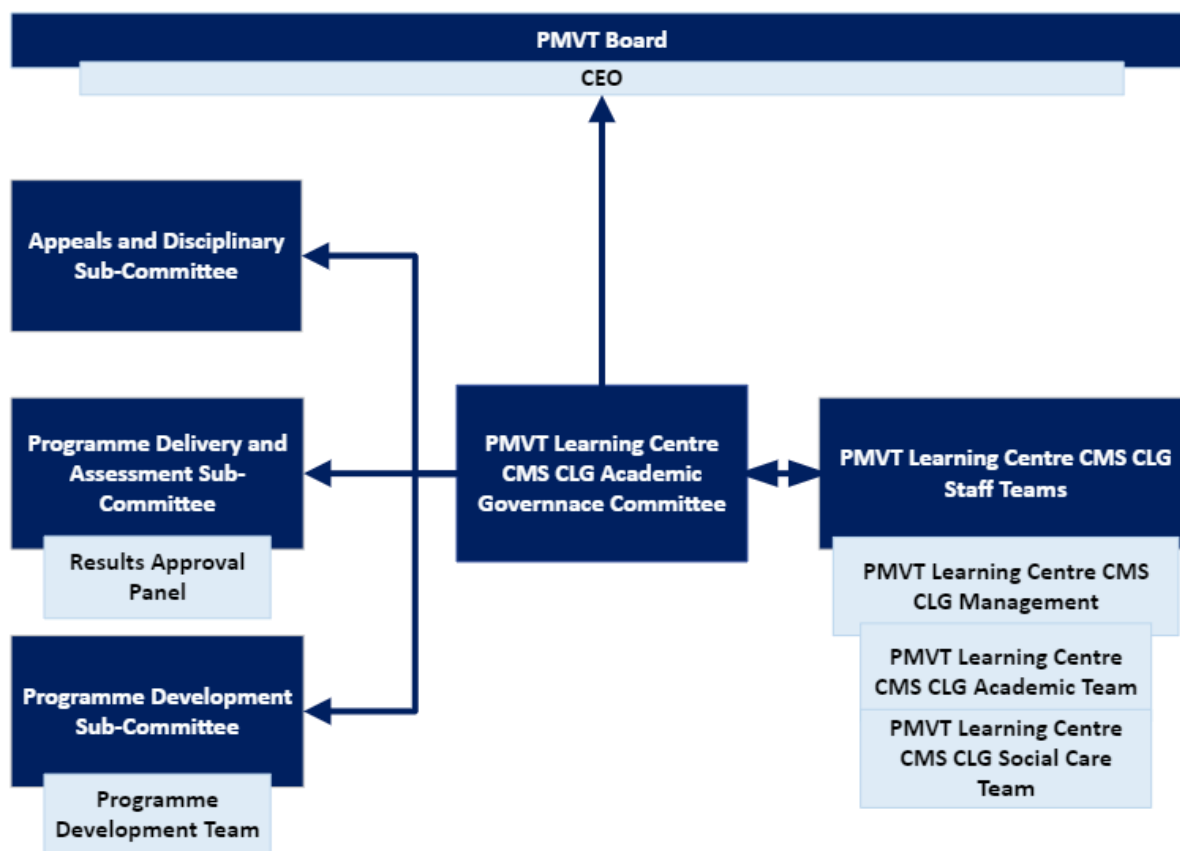 PMVT Board
CEO
Appeals and Disciplinary
Sub-Committee
Programme Delivery and
Assessment Sub-
Committee
Results Approval
Panel
Programme Development
Sub-Committee
Programme
Development Team
PMVT Learning Centre
CMS CLG Academic
Governnace Committee
PMVT Learning Centre CMS CLG
Staff Teams
PMVT Learning Centre CMS
CLG Management
PMVT Learning Centre
CMS CLG Academic Team
PMVT Learning Centre
CMS CLG Social Care
Team